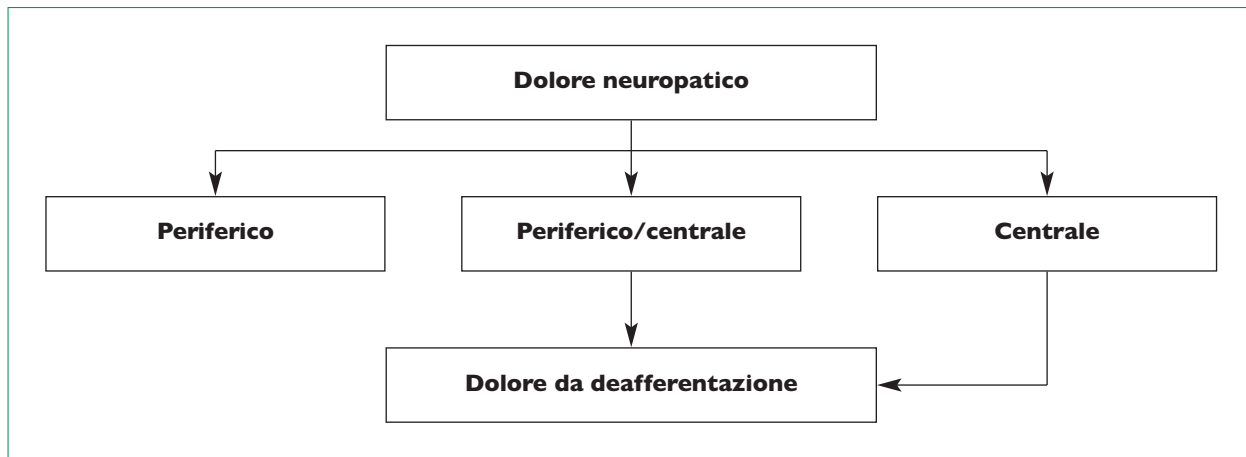 Dolore neuropatico
Periferico
Periferico/centrale
Centrale
Dolore da deafferentazione